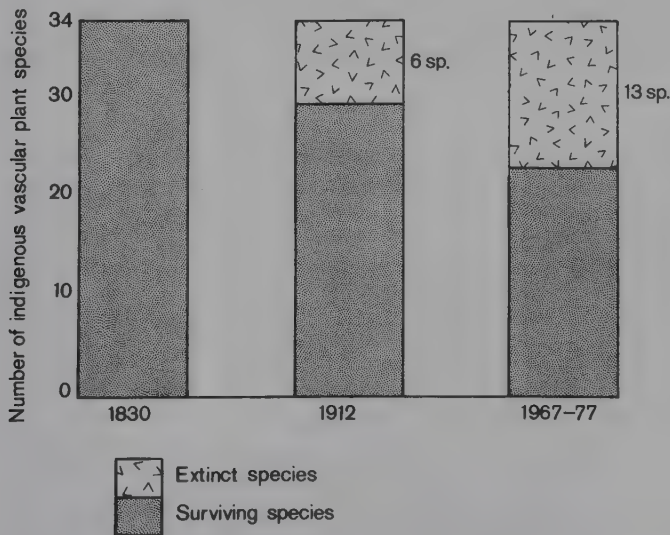 Number of indigenous vascular plant species
34
30
20
10
0
6 sp.
13 sp.
1830
1912
1967–77
Extinct species
Surviving species